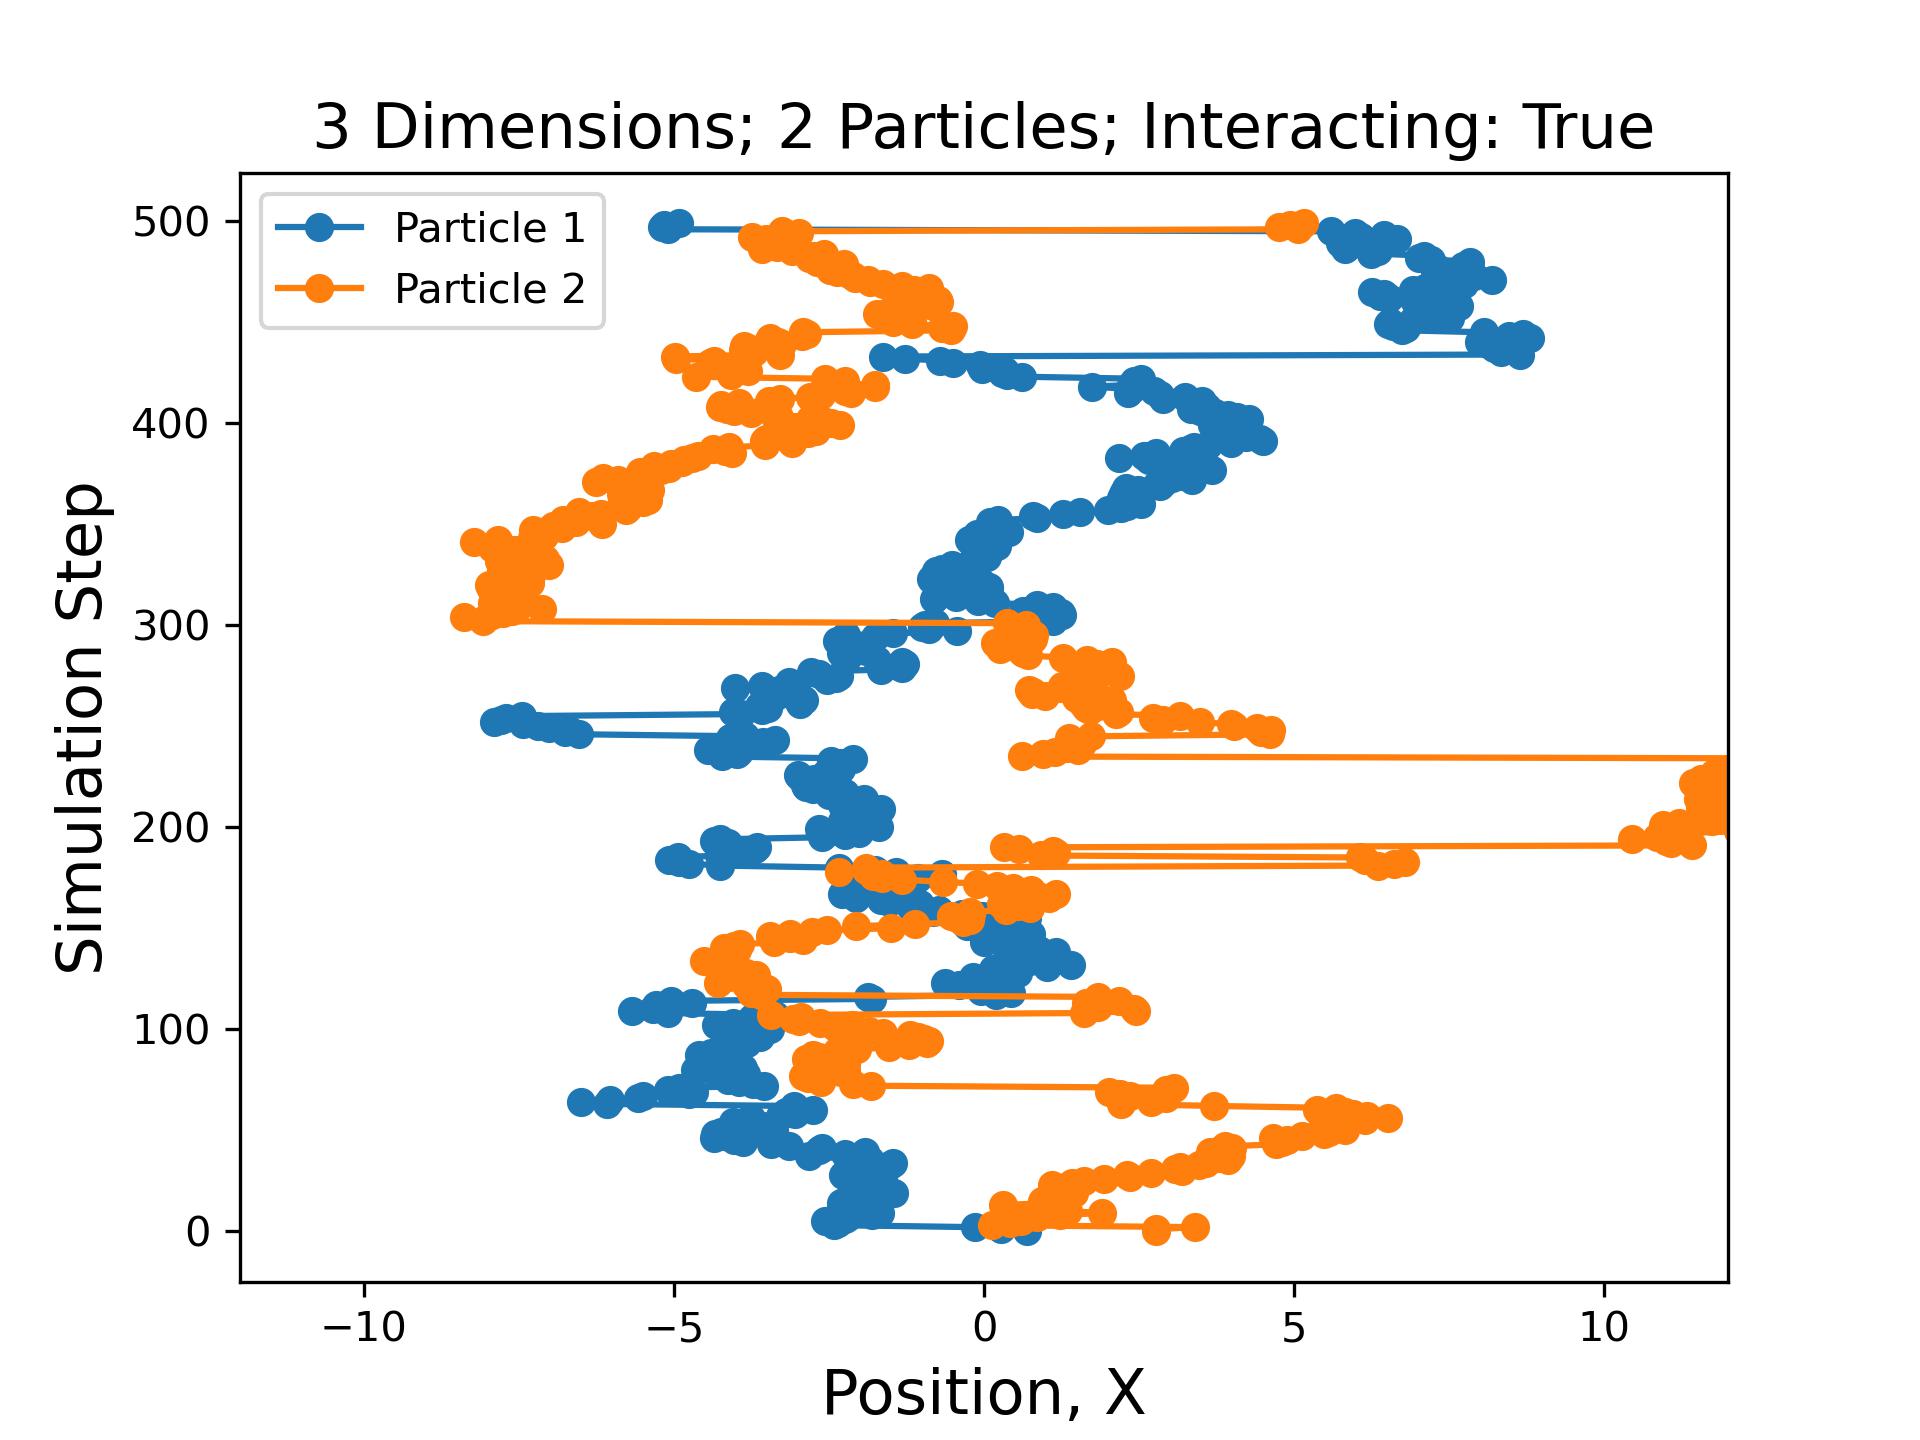 3 Dimensions; 2 Particles; Interacting: True
Particle 1
Particle 2
500
400
300
200
100
0
Simulation Step
−10
−5
0
5
10
Position, X